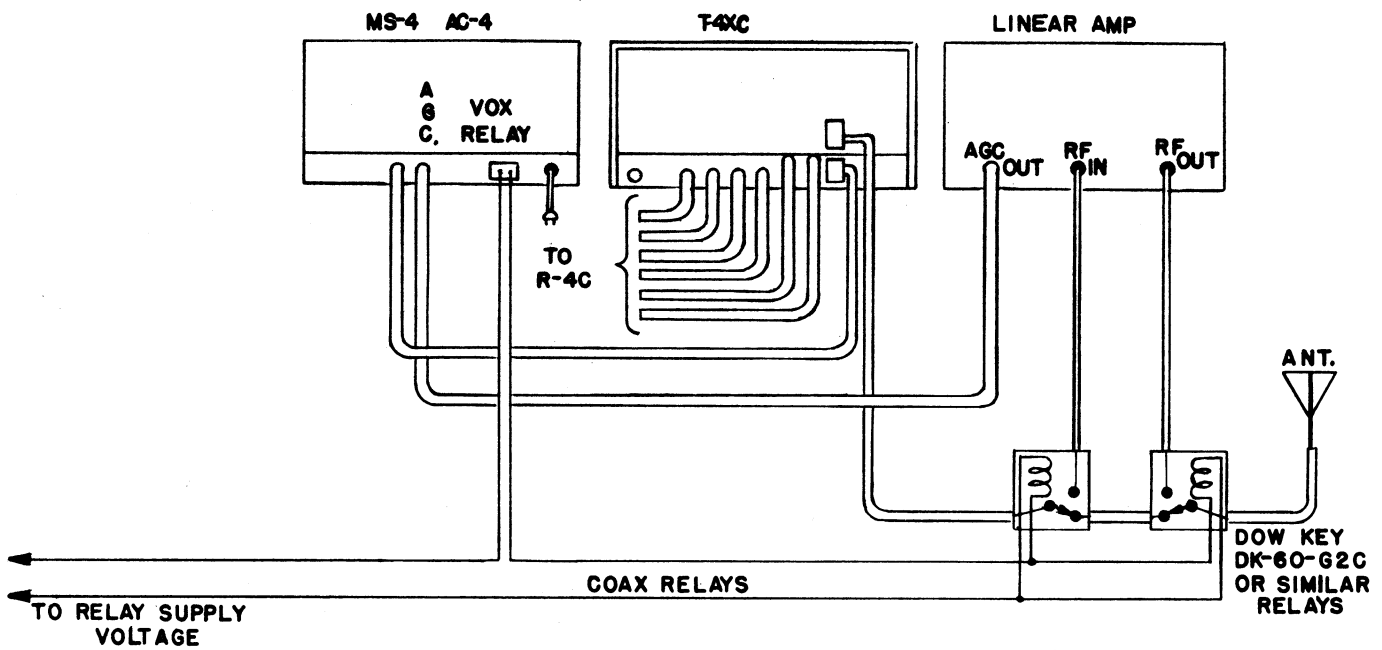 MS-4 AC-4
T-4XC
LINEAR AMP
A
G
C.
VOX
RELAY
AGC
OUT
RF
IN
RF
OUT
TO
R-4C
ANT.
DOW KEY
DK-60-G2C
OR SIMILAR
RELAYS
COAX RELAYS
TO RELAY SUPPLY
VOLTAGE